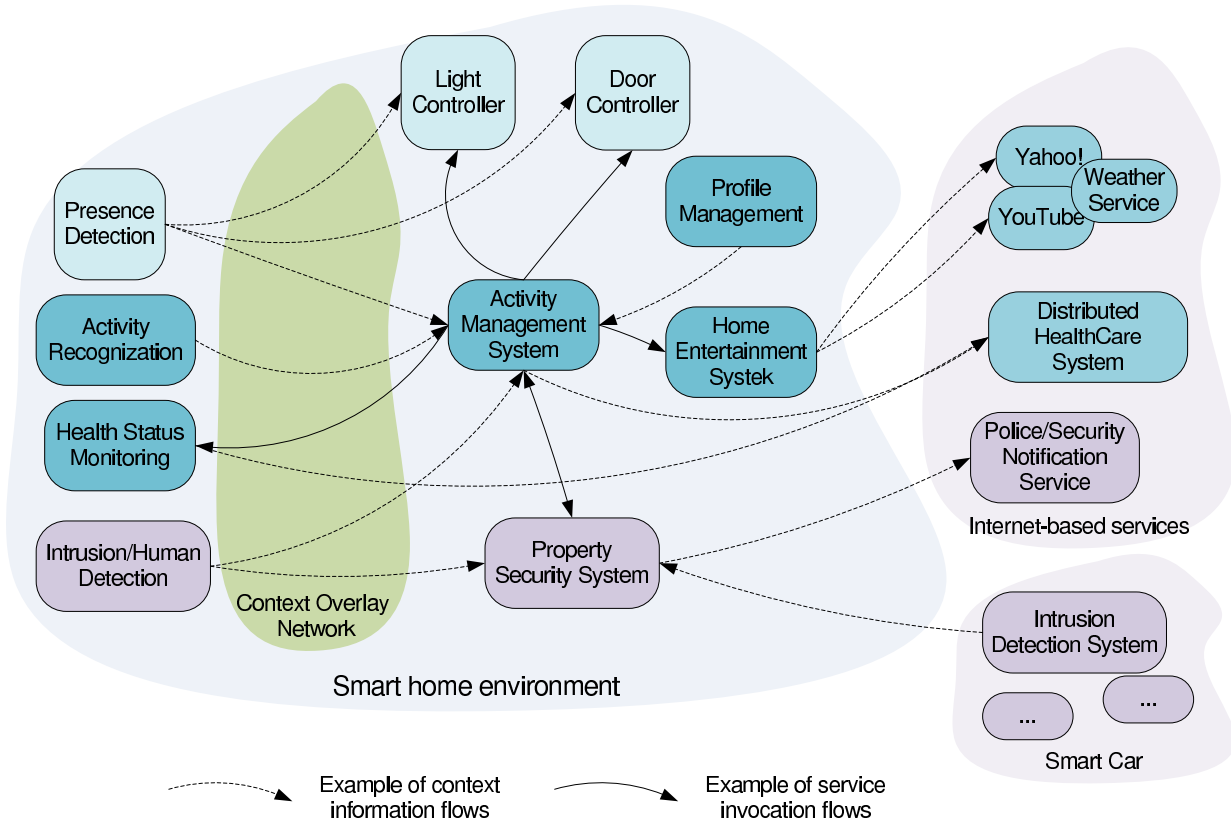 Light
Controller
Door
Controller
Yahoo!
Weather
Service
YouTube
Presence
Detection
Profile
Management
Activity
Management
System
Activity
Recognization
Home
Entertainment
Systek
Distributed
HealthCare
System
Health Status
Monitoring
Police/Security
Notification
Service
Internet-based services
Intrusion/Human
Detection
Property
Security System
Context Overlay
Network
Intrusion
Detection System
Smart home environment
...
...
Smart Car
Example of context
information flows
Example of service
invocation flows